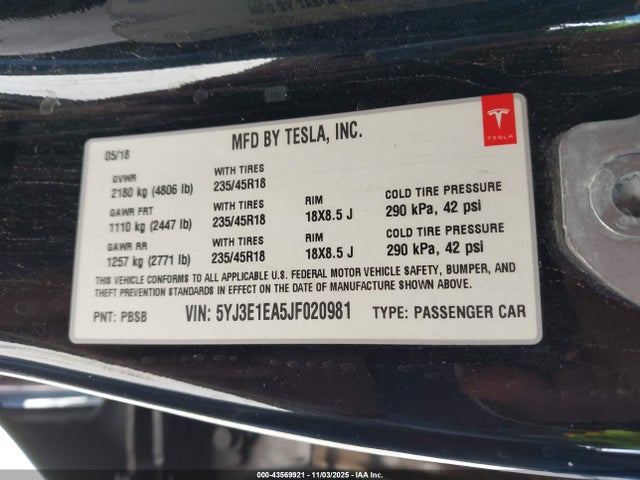 MFD BY TESLA, INC.
TESLA
05/18
GVWR
2180 kg (4806 lb)
WITH TIRES
235/45R18
GAWR FRT
1110 kg (2447 lb)
WITH TIRES
235/45R18
RIM
18X8.5 J
COLD TIRE PRESSURE
290 kPa, 42 psi
GAWR RR
1257 kg (2771 lb)
WITH TIRES
235/45R18
RIM
18X8.5 J
COLD TIRE PRESSURE
290 kPa, 42 psi
THIS VEHICLE CONFORMS TO ALL APPLICABLE U.S. FEDERAL MOTOR VEHICLE SAFETY, BUMPER, AND
THEFT PREVENTION STANDARDS IN EFFECT ON THE DATE OF MANUFACTURE SHOWN ABOVE.
PNT: PBSB VIN: 5YJ3E1EA5JF020981 TYPE: PASSENGER CAR
000-43569921 - 11/03/2025 - IAA Inc.